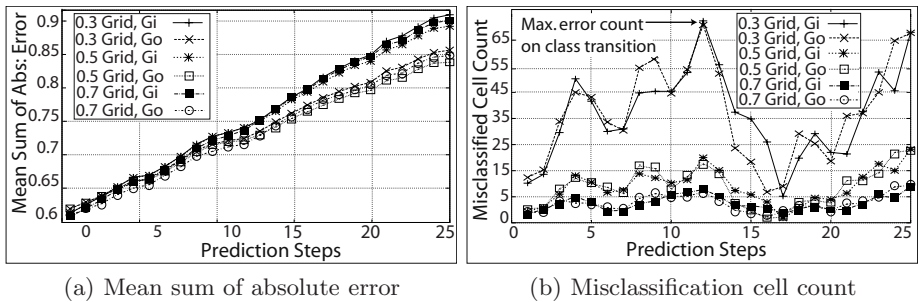 0.9
0.85
0.8
0.75
0.7
0.65
0.6
Mean Sum of Abs: Error
0.3 Grid, Gi
0.3 Grid, Go
0.5 Grid, Gi
0.5 Grid, Go
0.7 Grid, Gi
0.7 Grid, Go
0 5 10 15 20 25
Prediction Steps
(a) Mean sum of absolute error
65
55
45
35
25
15
5
0
Misclassified Cell Count
Max. error count
on class transition
0.3 Grid, Gi
0.3 Grid, Go
0.5 Grid, Gi
0.5 Grid, Go
0.7 Grid, Gi
0.7 Grid, Go
0 5 10 15 20 25
Prediction Steps
(b) Misclassification cell count